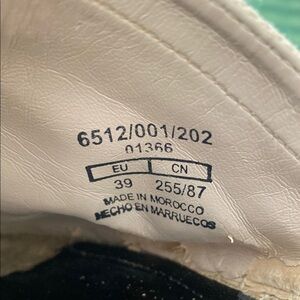 6512/001/202
01366
EU CN
39 255/87
MADE IN MOROCCO
HECHO EN MARRUECOS